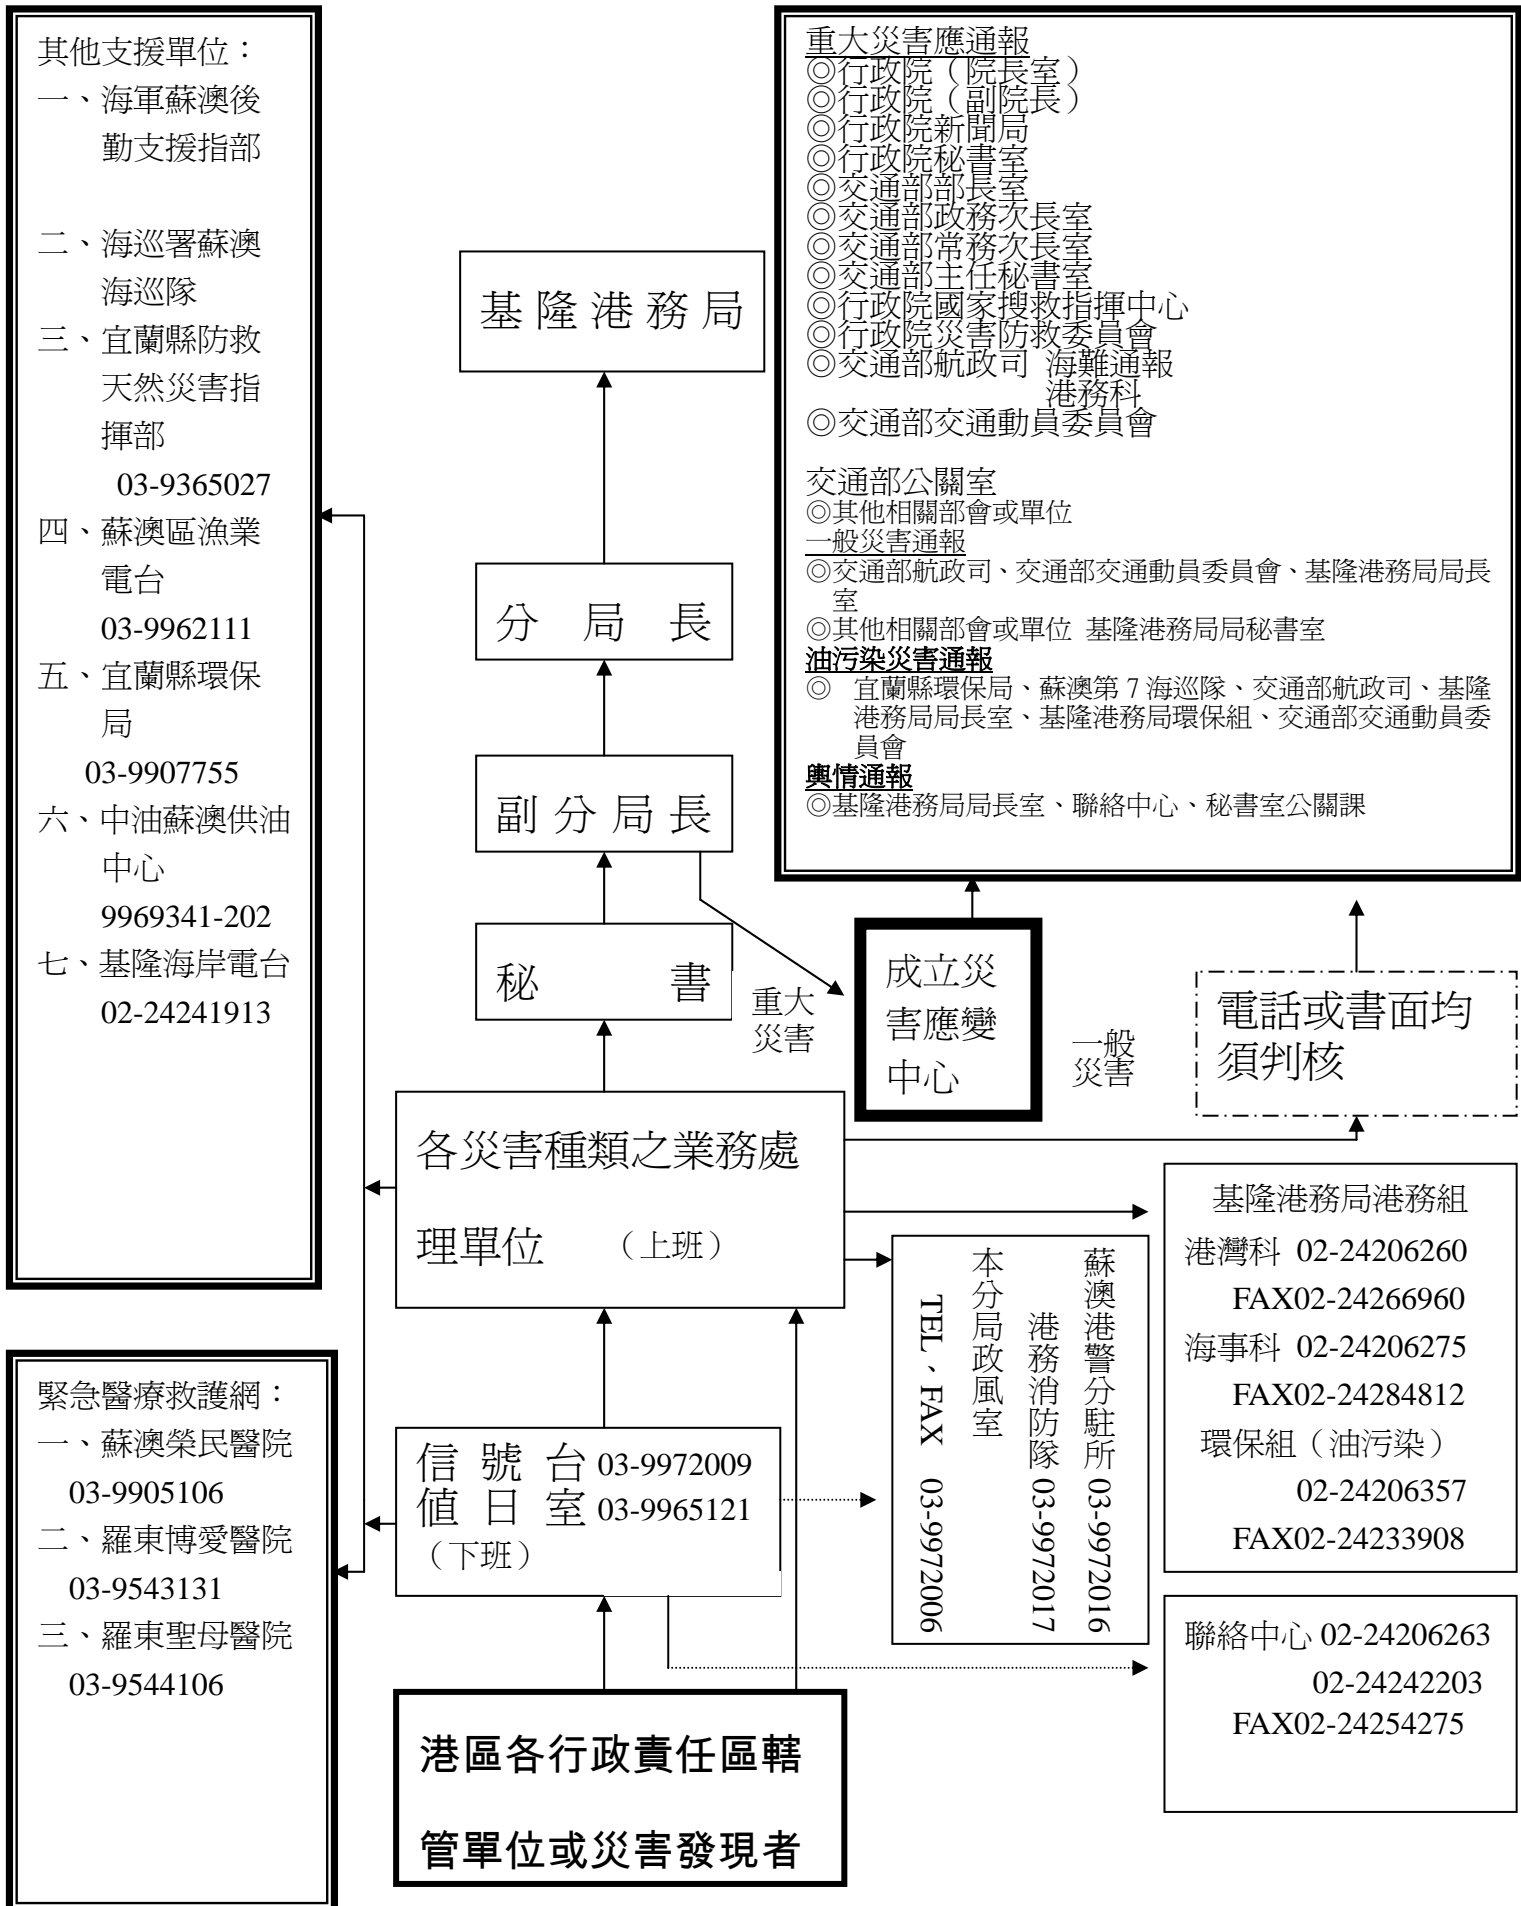 其他支援單位：
一、海軍蘇澳後
勤支援指部
二、海巡署蘇澳
海巡隊
三、宜蘭縣防救
天然災害指
揮部
03-9365027
四、蘇澳區漁業
電台
03-9962111
五、宜蘭縣環保
局
03-9907755
六、中油蘇澳供油
中心
9969341-202
七、基隆海岸電台
02-24241913
緊急醫療救護網：
一、蘇澳榮民醫院
03-9905106
二、羅東博愛醫院
03-9543131
三、羅東聖母醫院
03-9544106
基隆港務局
分局長
副分局長
秘書
各災害種類之業務處
理單位 （上班）
信號台 03-9972009
值日室 03-9965121
（下班）
港區各行政責任區轄
管單位或災害發現者
重大災害應通報
◎行政院（院長室）
◎行政院（副院長）
◎行政院新聞局
◎行政院秘書室
◎交通部部長室
◎交通部政務次長室
◎交通部常務次長室
◎交通部主任秘書室
◎行政院國家搜救指揮中心
◎行政院災害防救委員會
◎交通部航政司 海難通報
港務科
◎交通部交通動員委員會
交通部公關室
◎其他相關部會或單位
一般災害通報
◎交通部航政司、交通部交通動員委員會、基隆港務局局長
室
◎其他相關部會或單位 基隆港務局局秘書室
油污染災害通報
◎ 宜蘭縣環保局、蘇澳第７海巡隊、交通部航政司、基隆
港務局局長室、基隆港務局環保組、交通部交通動員委
員會
輿情通報
◎基隆港務局局長室、聯絡中心、秘書室公關課
重大
災害
成立災
害應變
中心
一般
災害
電話或書面均
須判核
蘇澳港警分駐所 03-9972016
港務消防隊 03-9972017
本分局政風室
TEL、FAX 03-9972006
基隆港務局港務組
港灣科 02-24206260
FAX02-24266960
海事科 02-24206275
FAX02-24284812
環保組（油污染）
02-24206357
FAX02-24233908
聯絡中心 02-24206263
02-24242203
FAX02-24254275